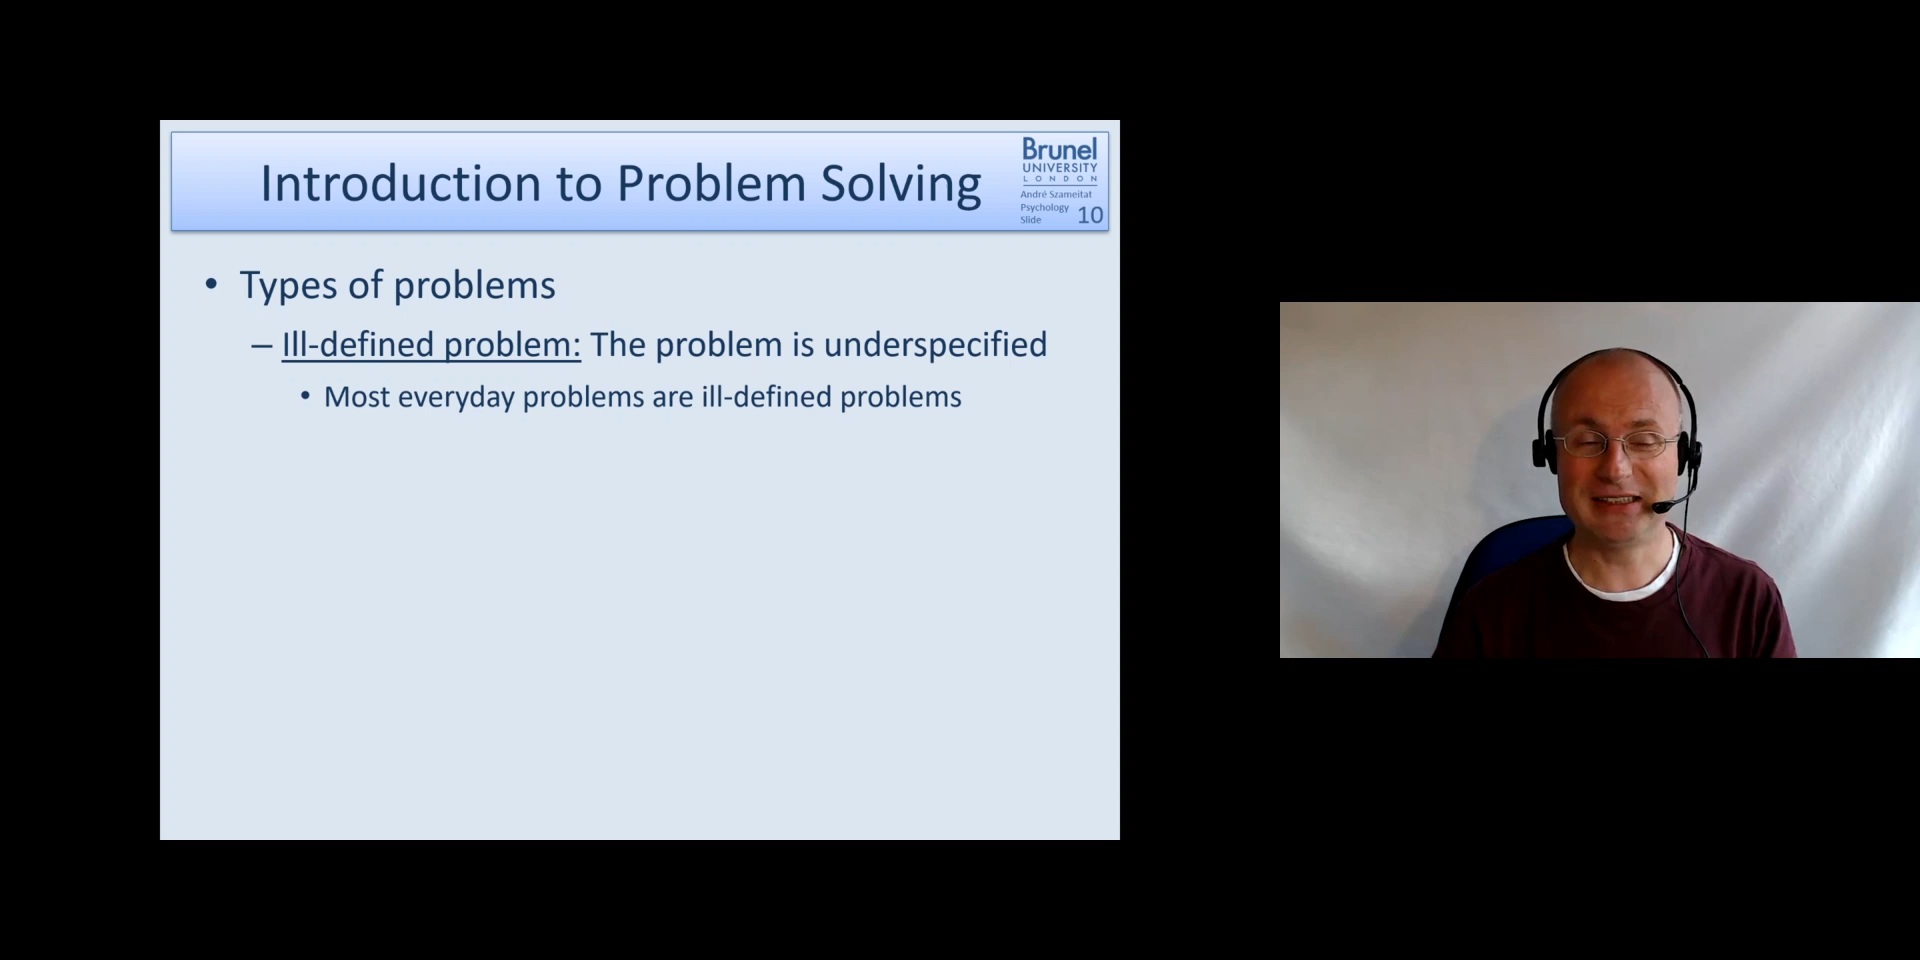 Introduction to Problem Solving
Brunel
UNIVERSITY
LONDON
André Szameitat
Psychology
Slide 10
• Types of problems
– Ill-defined problem: The problem is underspecified
• Most everyday problems are ill-defined problems